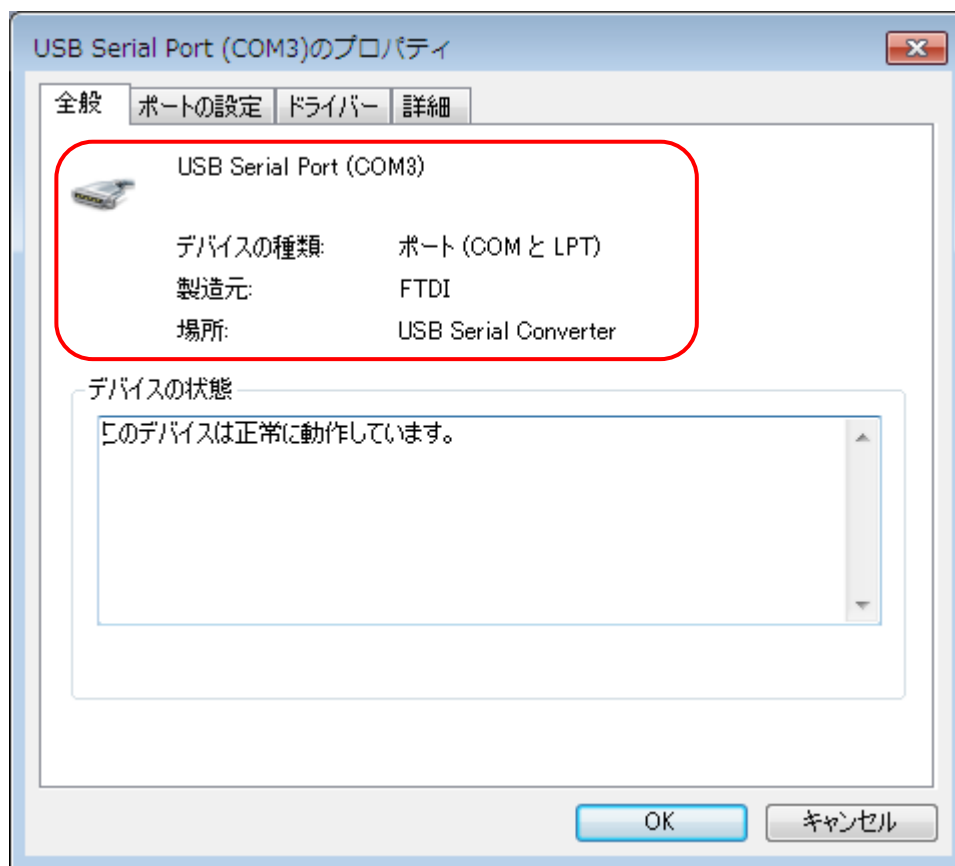 USB Serial Port (COM3)のプロパティ
全般 ポートの設定 ドライバー 詳細
USB Serial Port (COM3)
デバイスの種類: ポート (COM と LPT)
製造元: FTDI
場所: USB Serial Converter
デバイスの状態
このデバイスは正常に動作しています。
OK キャンセル